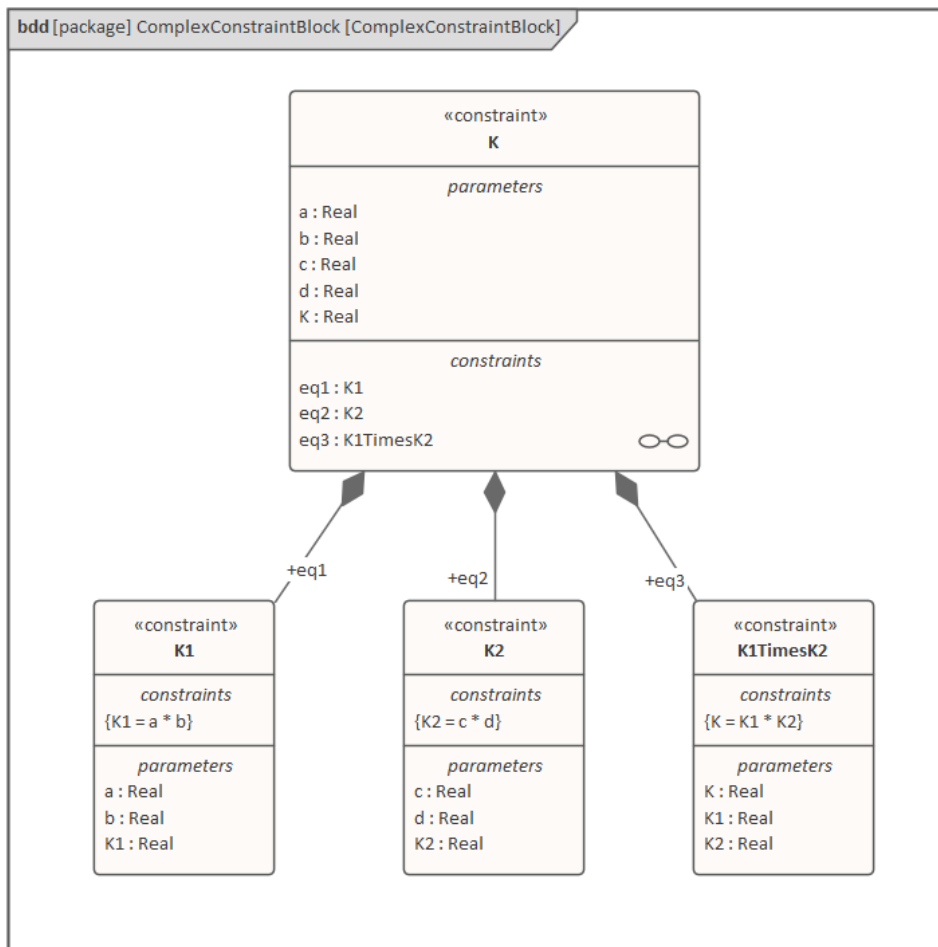 bdd [package] ComplexConstraintBlock [ComplexConstraintBlock]
«constraint»
K
parameters
a : Real
b : Real
c : Real
d : Real
K : Real
constraints
eq1 : K1
eq2 : K2
eq3 : K1TimesK2
+eq1
+eq2
+eq3
«constraint»
K1
constraints
{K1 = a * b}
parameters
a : Real
b : Real
K1 : Real
«constraint»
K2
constraints
{K2 = c * d}
parameters
c : Real
d : Real
K2 : Real
«constraint»
K1TimesK2
constraints
{K = K1 * K2}
parameters
K : Real
K1 : Real
K2 : Real